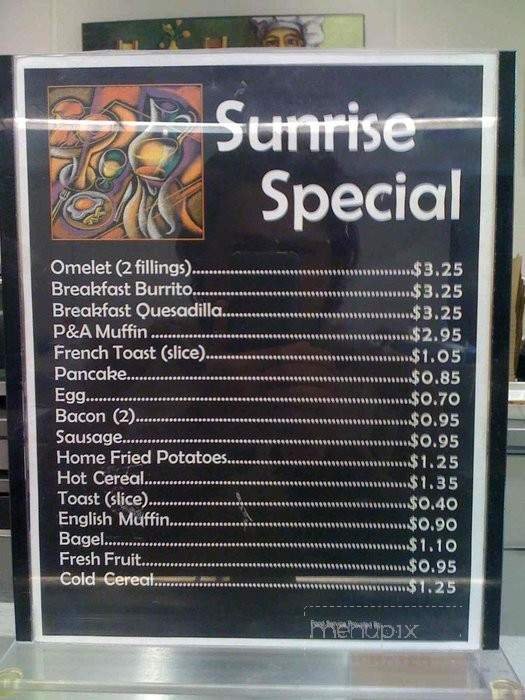 Sunrise
Special
Omelet (2 fillings)..........$3.25
Breakfast Burrito..........$3.25
Breakfast Quesadilla..........$3.25
P&A Muffin..........$2.95
French Toast (slice)..........$1.05
Pancake..........$0.85
Egg..........$0.70
Bacon (2)..........$0.95
Sausage..........$0.95
Home Fried Potatoes..........$1.25
Hot Cereal..........$1.35
Toast (slice)..........$0.40
English Muffin..........$0.90
Bagel..........$1.10
Fresh Fruit..........$0.95
Cold Cereal..........$1.25
menupix